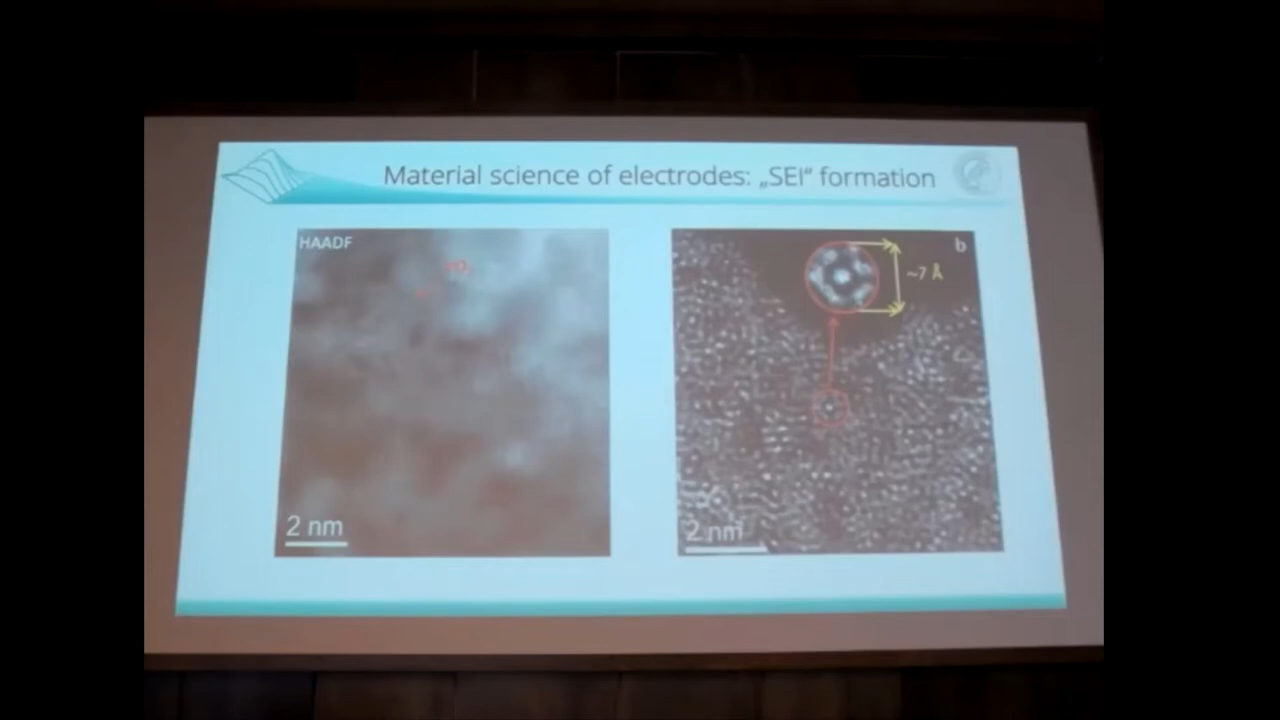 Material science of electrodes: „SEI“ formation
HAADF
2 nm
b
~7 Å
2 nm